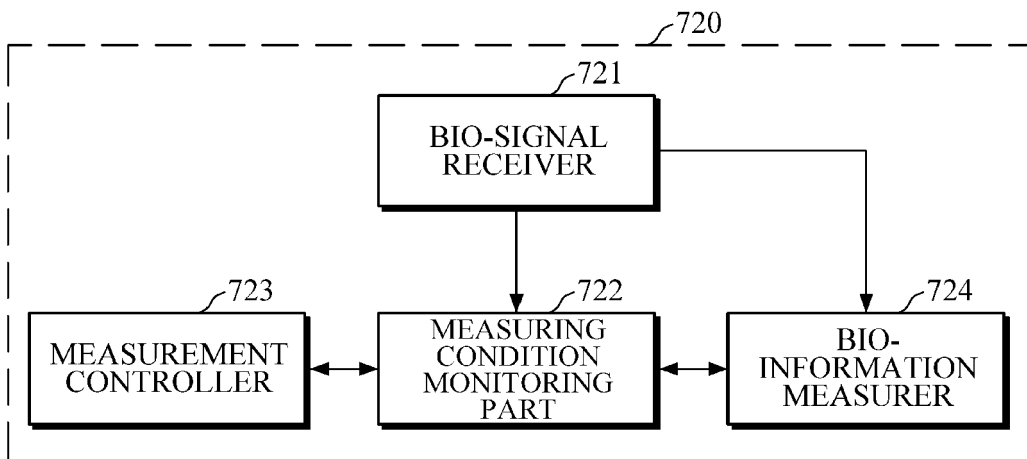 720
721
BIO-SIGNAL
RECEIVER
723
MEASUREMENT
CONTROLLER
722
MEASURING
CONDITION
MONITORING
PART
724
BIO-
INFORMATION
MEASURER